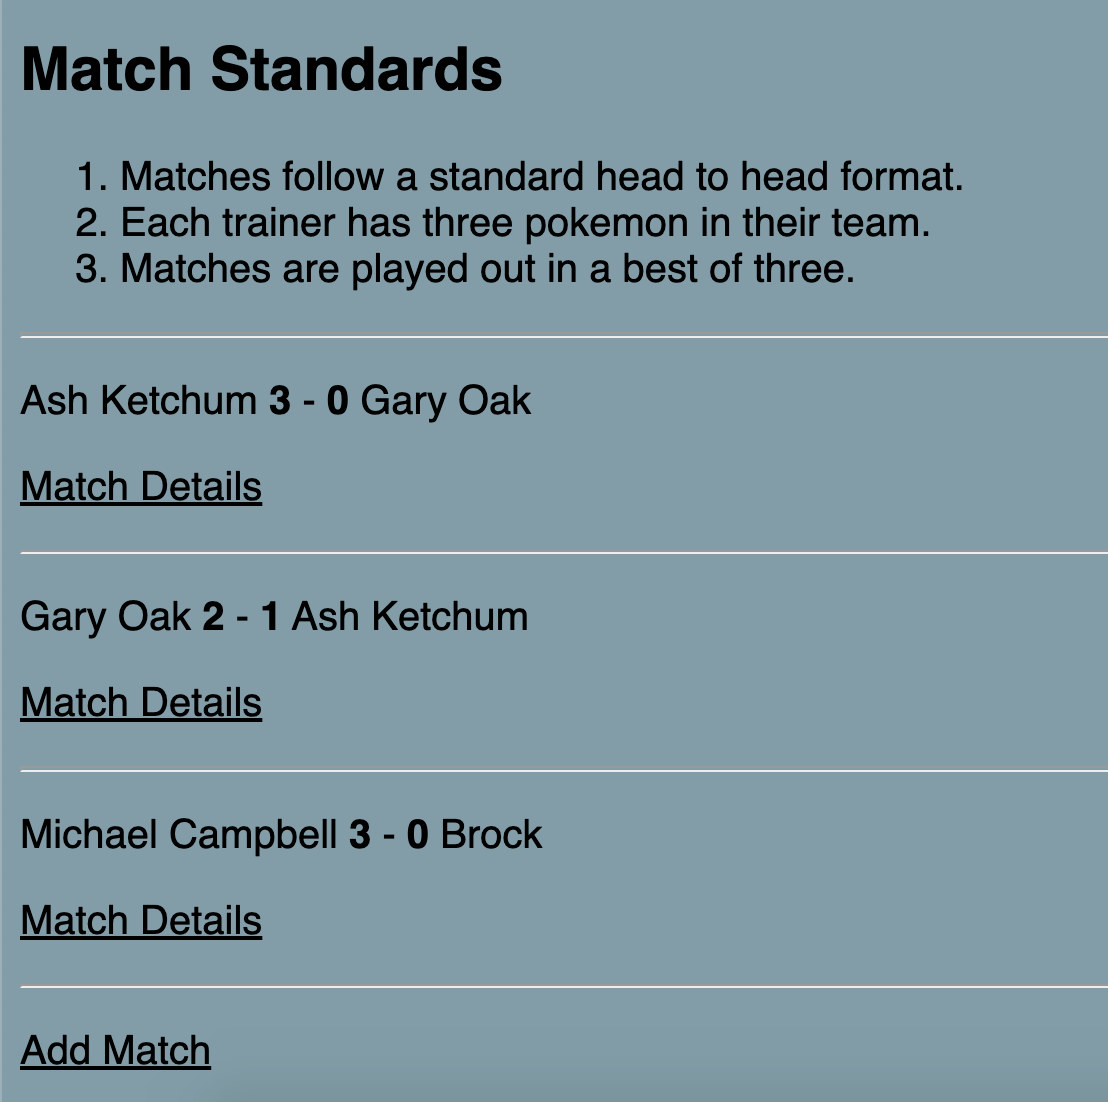 Match Standards
1. Matches follow a standard head to head format.
2. Each trainer has three pokemon in their team.
3. Matches are played out in a best of three.
Ash Ketchum 3 - 0 Gary Oak
Match Details
Gary Oak 2 - 1 Ash Ketchum
Match Details
Michael Campbell 3 - 0 Brock
Match Details
Add Match